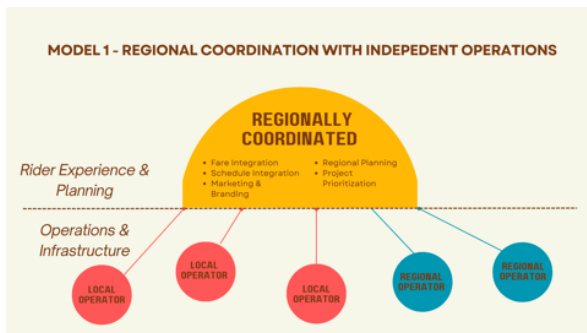 MODEL 1 - REGIONAL COORDINATION WITH INDEPEDENT OPERATIONS
REGIONALLY
COORDINATED
• Fare Integration
• Schedule Integration
• Marketing &
Branding
• Regional Planning
• Project
Prioritization
Rider Experience &
Planning
Operations &
Infrastructure
LOCAL
OPERATOR
LOCAL
OPERATOR
LOCAL
OPERATOR
REGIONAL
OPERATOR
REGIONAL
OPERATOR